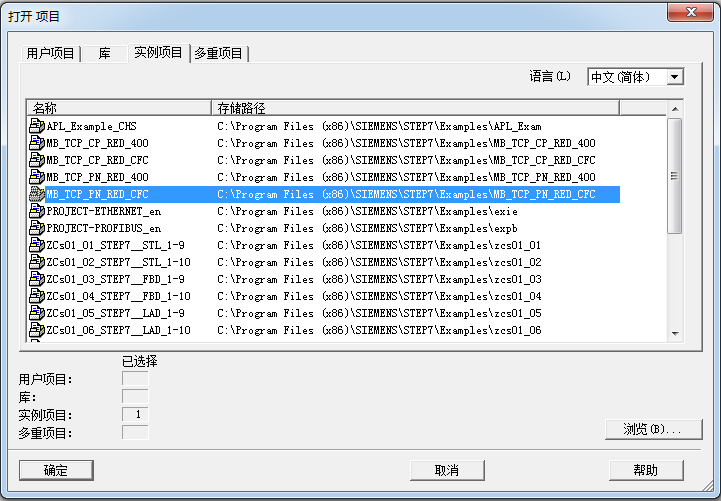 打开 项目
用户项目 库 实例项目 多重项目
语言(L) 中文(简体)
名称 存储路径
APL_Example_CHS C:\Program Files (x86)\SIEMENS\STEP7\Examples\APL_Exam
MB_TCP_CP_RED_400 C:\Program Files (x86)\SIEMENS\STEP7\Examples\MB_TCP_CP_RED_400
MB_TCP_CP_RED_CFC C:\Program Files (x86)\SIEMENS\STEP7\Examples\MB_TCP_CP_RED_CFC
MB_TCP_PN_RED_400 C:\Program Files (x86)\SIEMENS\STEP7\Examples\MB_TCP_PN_RED_400
MB_TCP_PN_RED_CFC C:\Program Files (x86)\SIEMENS\STEP7\Examples\MB_TCP_PN_RED_CFC
PROJECT-ETHERNET_en C:\Program Files (x86)\SIEMENS\STEP7\Examples\exie
PROJECT-PROFIBUS_en C:\Program Files (x86)\SIEMENS\STEP7\Examples\expb
ZCs01_01_STEP7__STL_1-9 C:\Program Files (x86)\SIEMENS\STEP7\Examples\zcs01_01
ZCs01_02_STEP7__STL_1-10 C:\Program Files (x86)\SIEMENS\STEP7\Examples\zcs01_02
ZCs01_03_STEP7__FBD_1-9 C:\Program Files (x86)\SIEMENS\STEP7\Examples\zcs01_03
ZCs01_04_STEP7__FBD_1-10 C:\Program Files (x86)\SIEMENS\STEP7\Examples\zcs01_04
ZCs01_05_STEP7__LAD_1-9 C:\Program Files (x86)\SIEMENS\STEP7\Examples\zcs01_05
ZCs01_06_STEP7__LAD_1-10 C:\Program Files (x86)\SIEMENS\STEP7\Examples\zcs01_06
已选择
用户项目：
库：
实例项目： 1
多重项目：
浏览(B)...
确定 取消 帮助